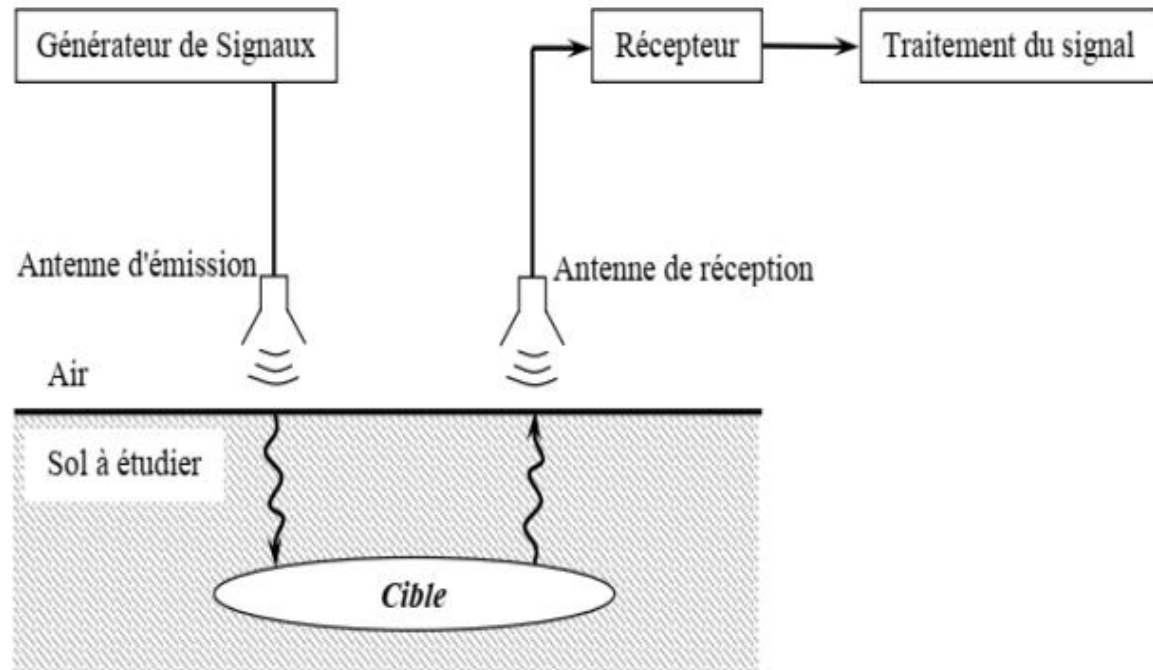 Générateur de Signaux
Récepteur
Traitement du signal
Antenne d'émission
Antenne de réception
Air
Sol à étudier
Cible